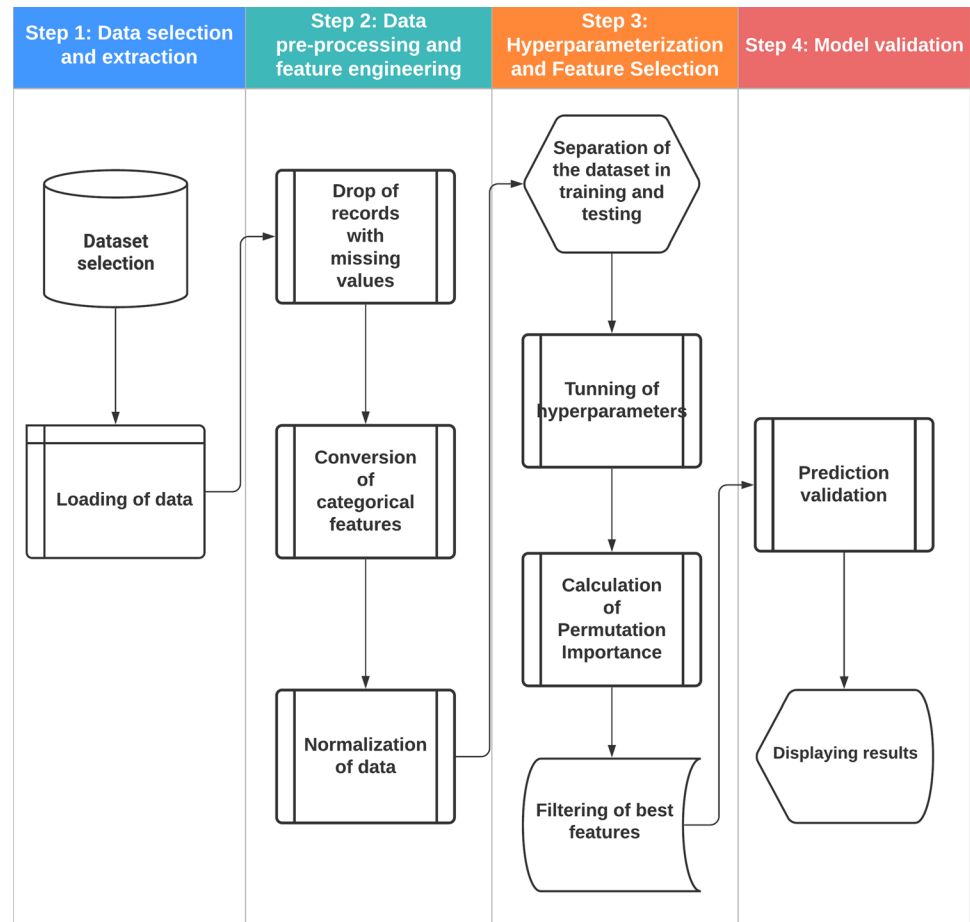 Step 1: Data selection
and extraction
Step 2: Data
pre-processing and
feature engineering
Step 3:
Hyperparameterization
and Feature Selection
Step 4: Model validation
Dataset
selection
Loading of data
Drop of
records
with
missing
values
Conversion
of
categorical
features
Normalization
of data
Separation of
the dataset in
training and
testing
Tunning of
hyperparameters
Calculation
of
Permutation
Importance
Filtering of best
features
Prediction
validation
Displaying results